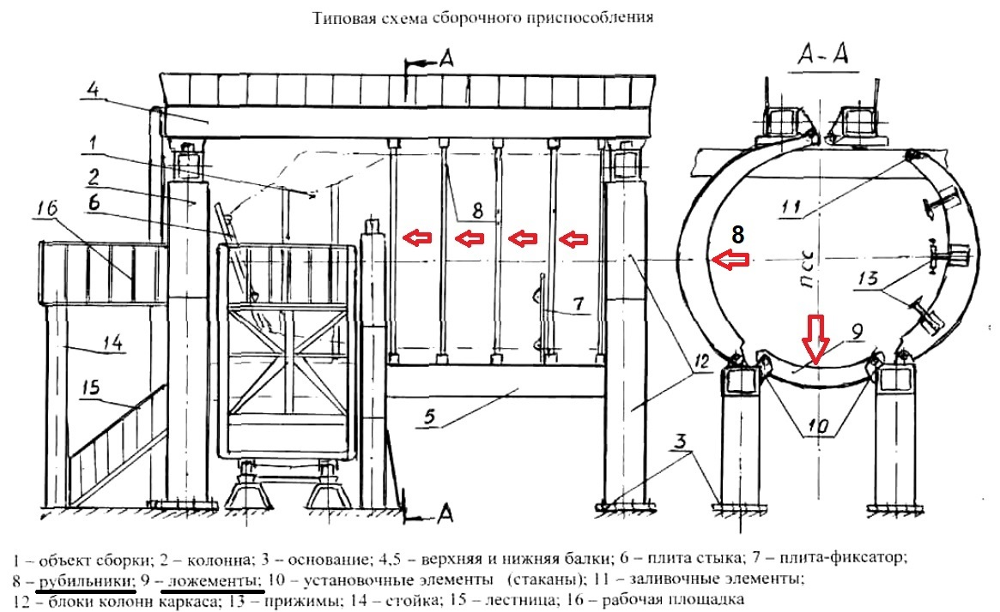 Типовая схема сборочного приспособления
А
А-А
4
1
2
6
16
8
11
8
ПСС
13
7
14
9
12
15
5
10
3
А
1 – объект сборки; 2 – колонна; 3 – основание; 4,5 – верхняя и нижняя балки; 6 – плита стыка; 7 – плита-фиксатор;
8 – рубильники; 9 – ложементы; 10 – установочные элементы (стаканы); 11 – заливочные элементы;
12 – блоки колонн каркаса; 13 – прижимы; 14 – стойка; 15 – лестница; 16 – рабочая площадка